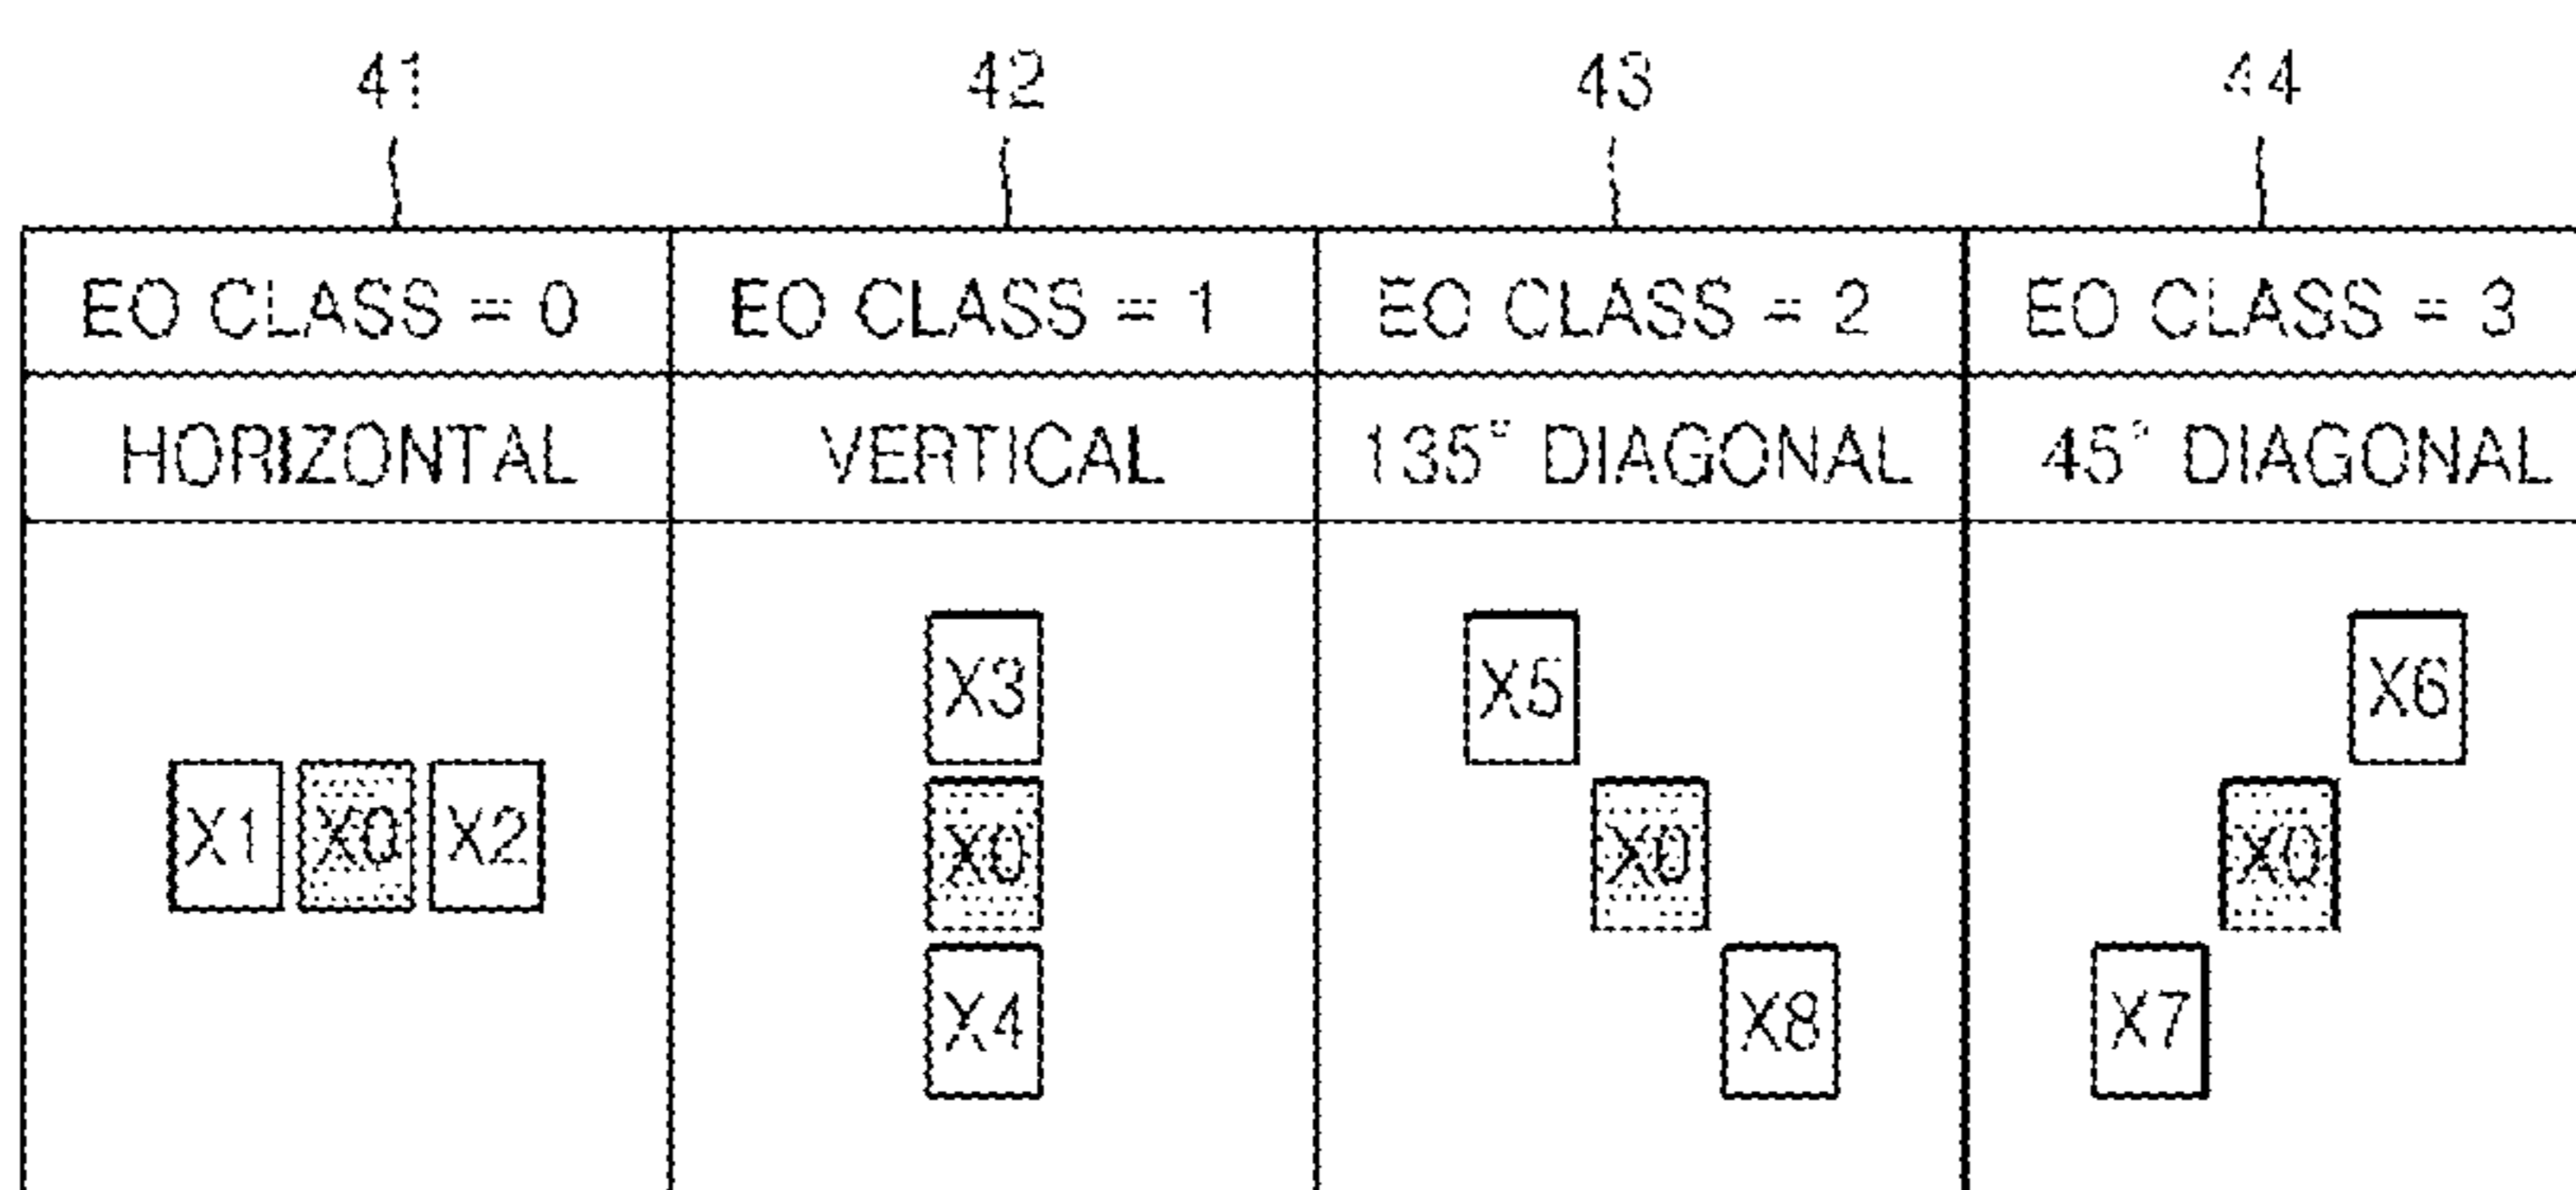 41 42 43 44
EO CLASS = 0 EO CLASS = 1 EO CLASS = 2 EO CLASS = 3
HORIZONTAL VERTICAL 135° DIAGONAL 45° DIAGONAL
X3 X5 X6
X1 X0 X2 X0 X0 X0
X4 X8 X7